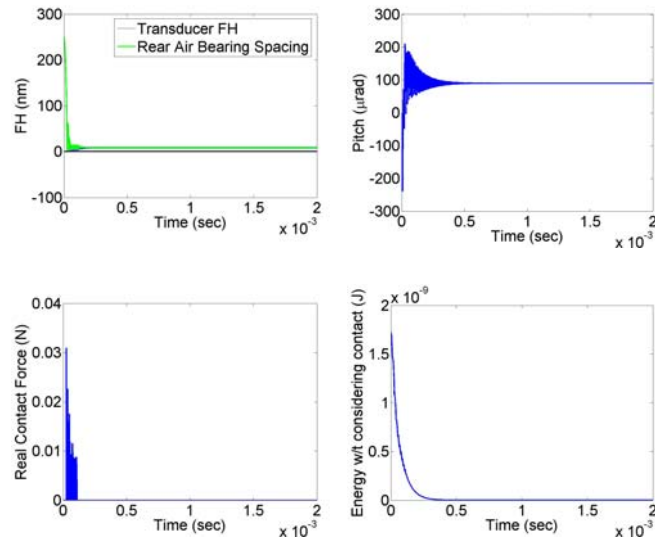 300
200
100
0
-100
FH (nm)
Transducer FH
Rear Air Bearing Spacing
0 0.5 1 1.5 2
Time (sec)
x 10⁻³
300
200
100
0
-100
-200
-300
Pitch (μrad)
0 0.5 1 1.5 2
Time (sec)
x 10⁻³
0.04
0.03
0.02
0.01
0
Real Contact Force (N)
0 0.5 1 1.5 2
Time (sec)
x 10⁻³
x 10⁻⁹
2
1.5
1
0.5
0
Energy w/t considering contact (J)
0 0.5 1 1.5 2
Time (sec)
x 10⁻³